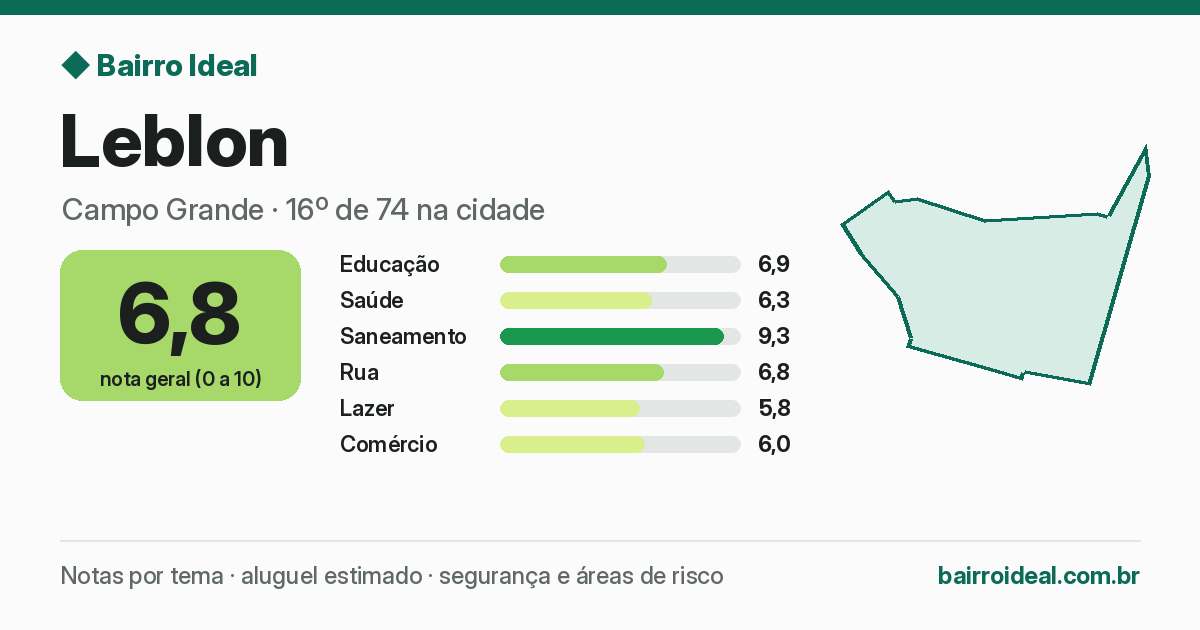 Bairro Ideal
Leblon
Campo Grande · 16º de 74 na cidade
6,8
nota geral (0 a 10)
Educação 6,9
Saúde 6,3
Saneamento 9,3
Rua 6,8
Lazer 5,8
Comércio 6,0
Notas por tema · aluguel estimado · segurança e áreas de risco
bairroideal.com.br